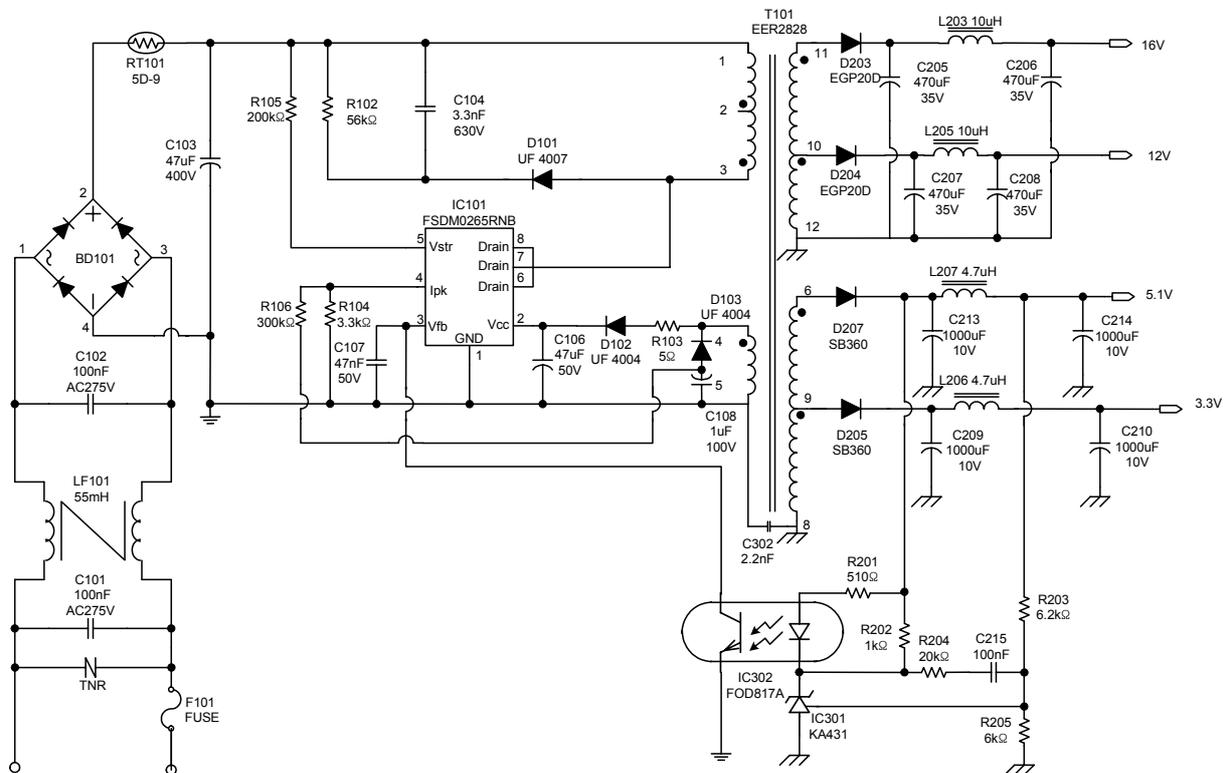 T101
EER2828
RT101
5D-9
C103
47uF
400V
R105
200kΩ
R102
56kΩ
C104
3.3nF
630V
D101
UF 4007
1
2
3
11
10
12
D203
EGP20D
L203 10uH
C205
470uF
35V
C206
470uF
35V
16V
D204
EGP20D
L205 10uH
C207
470uF
35V
C208
470uF
35V
12V
2
1
3
4
BD101
IC101
FSDM0265RNB
5
Vstr
4
Ipk
3
Vfb
Drain
8
Drain
7
Drain
6
Vcc
2
GND
1
R106
300kΩ
R104
3.3kΩ
C107
47nF
50V
C106
47uF
50V
D102
UF 4004
R103
5Ω
D103
UF 4004
4
5
C108
1uF
100V
6
9
8
D207
SB360
L207 4.7uH
C213
1000uF
10V
C214
1000uF
10V
5.1V
D205
SB360
L206 4.7uH
C209
1000uF
10V
C210
1000uF
10V
3.3V
C102
100nF
AC275V
LF101
55mH
C101
100nF
AC275V
TNR
F101
FUSE
C302
2.2nF
R201
510Ω
R202
1kΩ
R204
20kΩ
C215
100nF
R203
6.2kΩ
R205
6kΩ
IC302
FOD817A
IC301
KA431